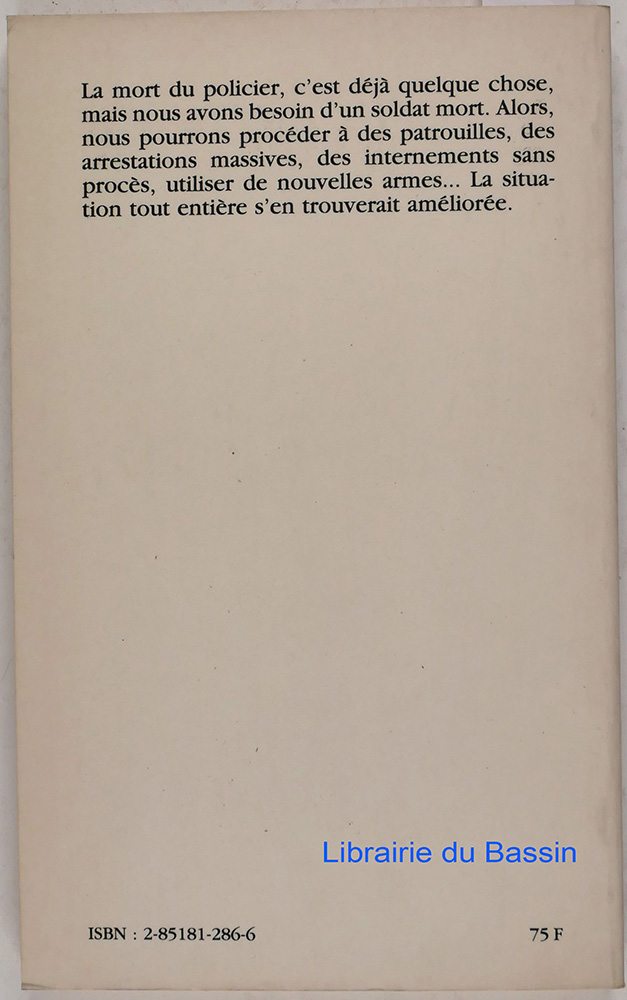 La mort du policier, c'est déjà quelque chose,
mais nous avons besoin d'un soldat mort. Alors,
nous pourrons procéder à des patrouilles, des
arrestations massives, des internements sans
procès, utiliser de nouvelles armes... La situa-
tion tout entière s'en trouverait améliorée.
Librairie du Bassin
ISBN : 2-85181-286-6 75 F